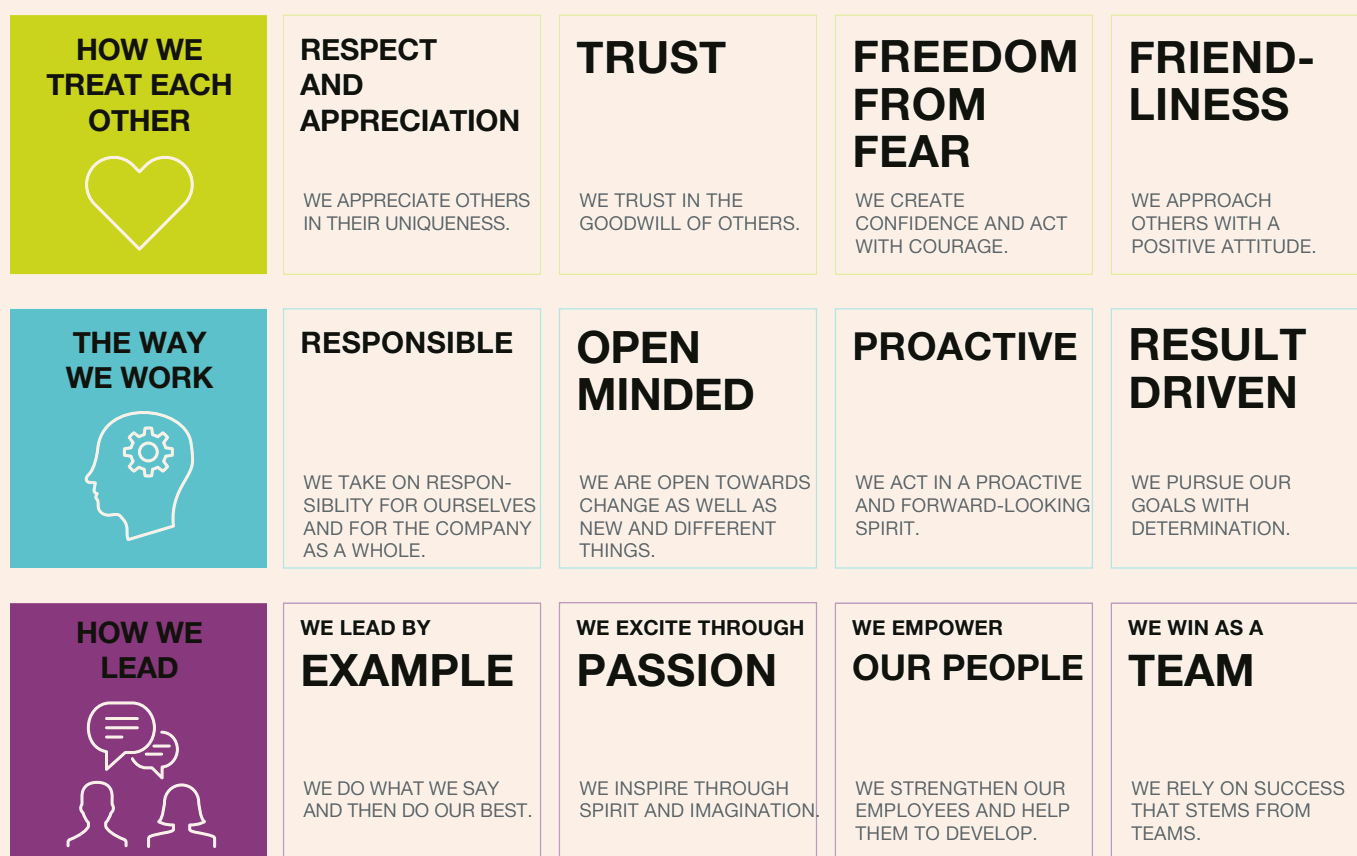 HOW WE
TREAT EACH
OTHER
RESPECT
AND
APPRECIATION
WE APPRECIATE OTHERS
IN THEIR UNIQUENESS.
TRUST
WE TRUST IN THE
GOODWILL OF OTHERS.
FREEDOM
FROM
FEAR
WE CREATE
CONFIDENCE AND ACT
WITH COURAGE.
FRIEND-
LINESS
WE APPROACH
OTHERS WITH A
POSITIVE ATTITUDE.
THE WAY
WE WORK
RESPONSIBLE
WE TAKE ON RESPON-
SIBLITY FOR OURSELVES
AND FOR THE COMPANY
AS A WHOLE.
OPEN
MINDED
WE ARE OPEN TOWARDS
CHANGE AS WELL AS
NEW AND DIFFERENT
THINGS.
PROACTIVE
WE ACT IN A PROACTIVE
AND FORWARD-LOOKING
SPIRIT.
RESULT
DRIVEN
WE PURSUE OUR
GOALS WITH
DETERMINATION.
HOW WE
LEAD
WE LEAD BY
EXAMPLE
WE DO WHAT WE SAY
AND THEN DO OUR BEST.
WE EXCITE THROUGH
PASSION
WE INSPIRE THROUGH
SPIRIT AND IMAGINATION.
WE EMPOWER
OUR PEOPLE
WE STRENGTHEN OUR
EMPLOYEES AND HELP
THEM TO DEVELOP.
WE WIN AS A
TEAM
WE RELY ON SUCCESS
THAT STEMS FROM
TEAMS.